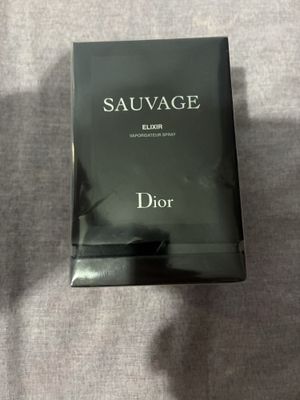 SAUVAGE
ELIXIR
VAPORISATEUR SPRAY
Dior